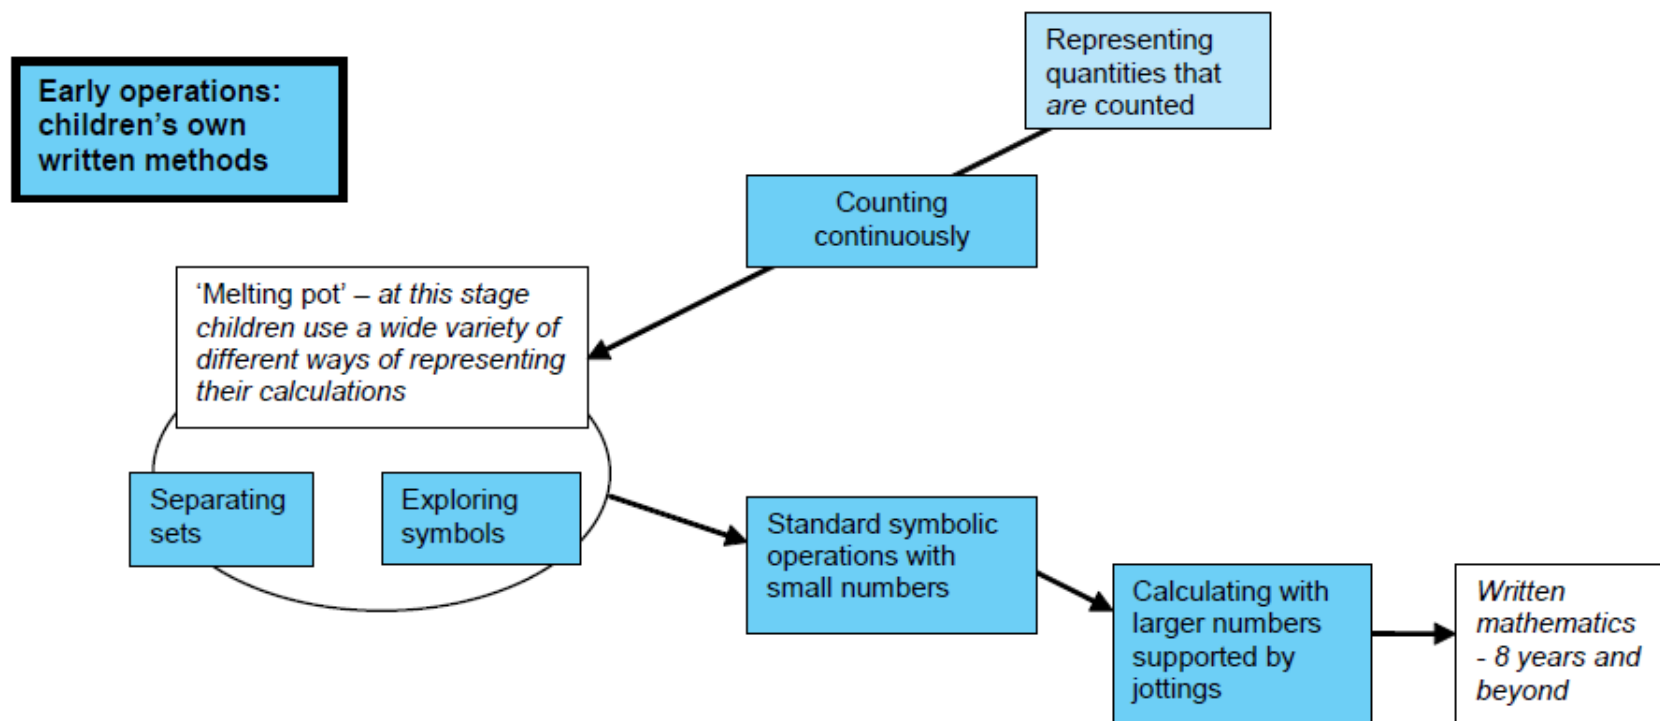 Early operations:
children’s own
written methods
Representing
quantities that
are counted
Counting
continuously
‘Melting pot’ – at this stage
children use a wide variety of
different ways of representing
their calculations
Separating
sets
Exploring
symbols
Standard symbolic
operations with
small numbers
Calculating with
larger numbers
supported by
jottings
Written
mathematics
- 8 years and
beyond